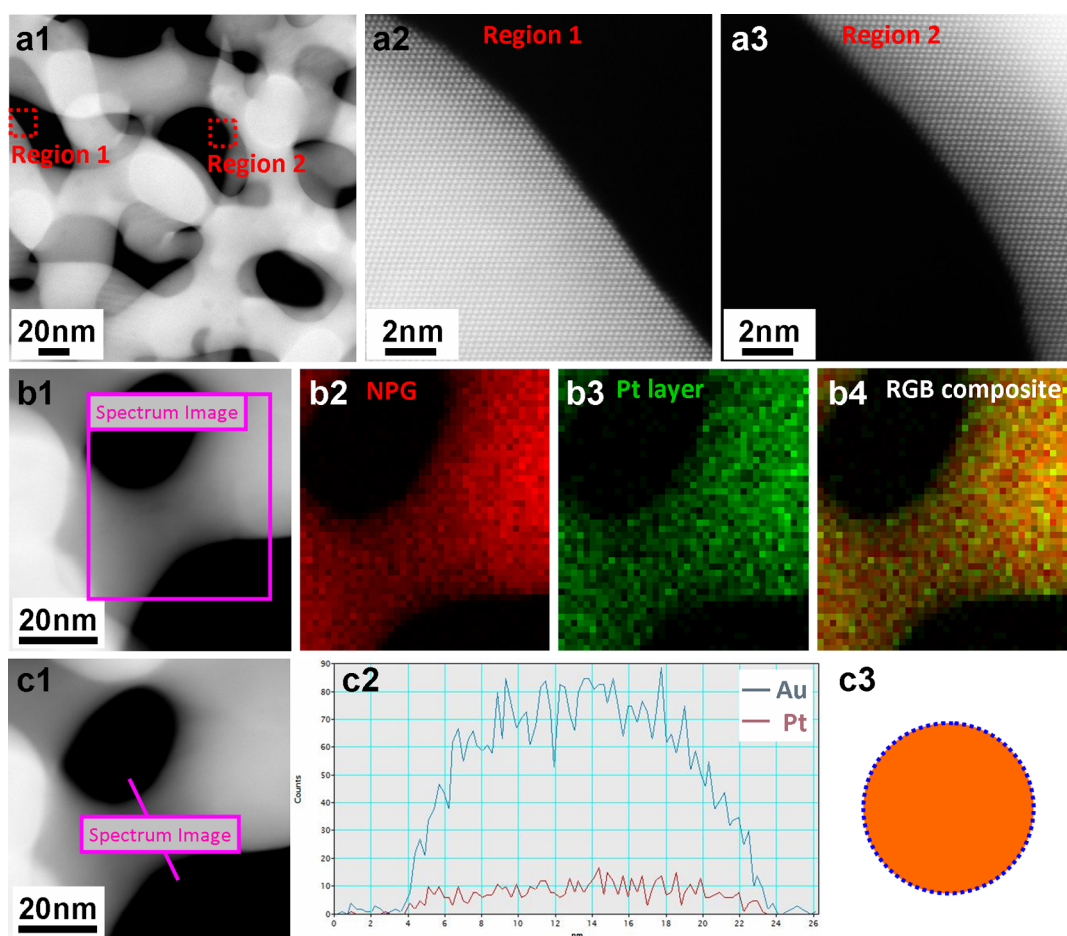 a1
Region 1
Region 2
20nm
a2
Region 1
2nm
a3
Region 2
2nm
b1
Spectrum Image
20nm
b2
NPG
b3
Pt layer
b4
RGB composite
c1
Spectrum Image
20nm
c2
Au
Pt
Counts
90
80
70
60
50
40
30
20
10
0
0 2 4 6 8 10 12 14 16 18 20 22 24 26
nm
c3